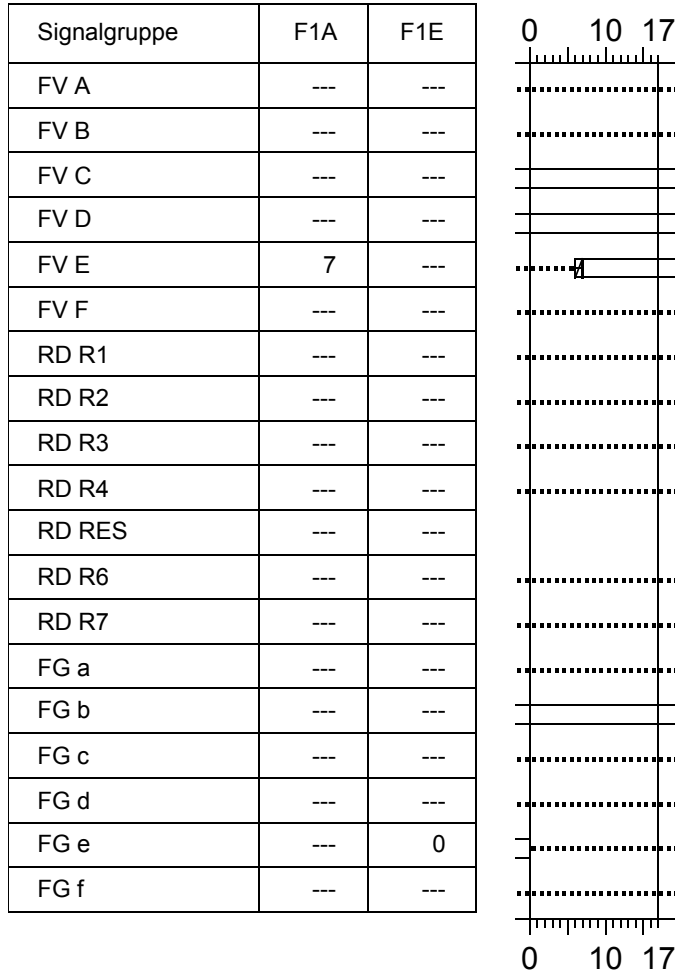 Signalgruppe F1A F1E 0 10 17
FV A --- ---
FV B --- ---
FV C --- ---
FV D --- ---
FV E 7 ---
FV F --- ---
RD R1 --- ---
RD R2 --- ---
RD R3 --- ---
RD R4 --- ---
RD RES --- ---
RD R6 --- ---
RD R7 --- ---
FG a --- ---
FG b --- ---
FG c --- ---
FG d --- ---
FG e --- 0
FG f --- ---
0 10 17